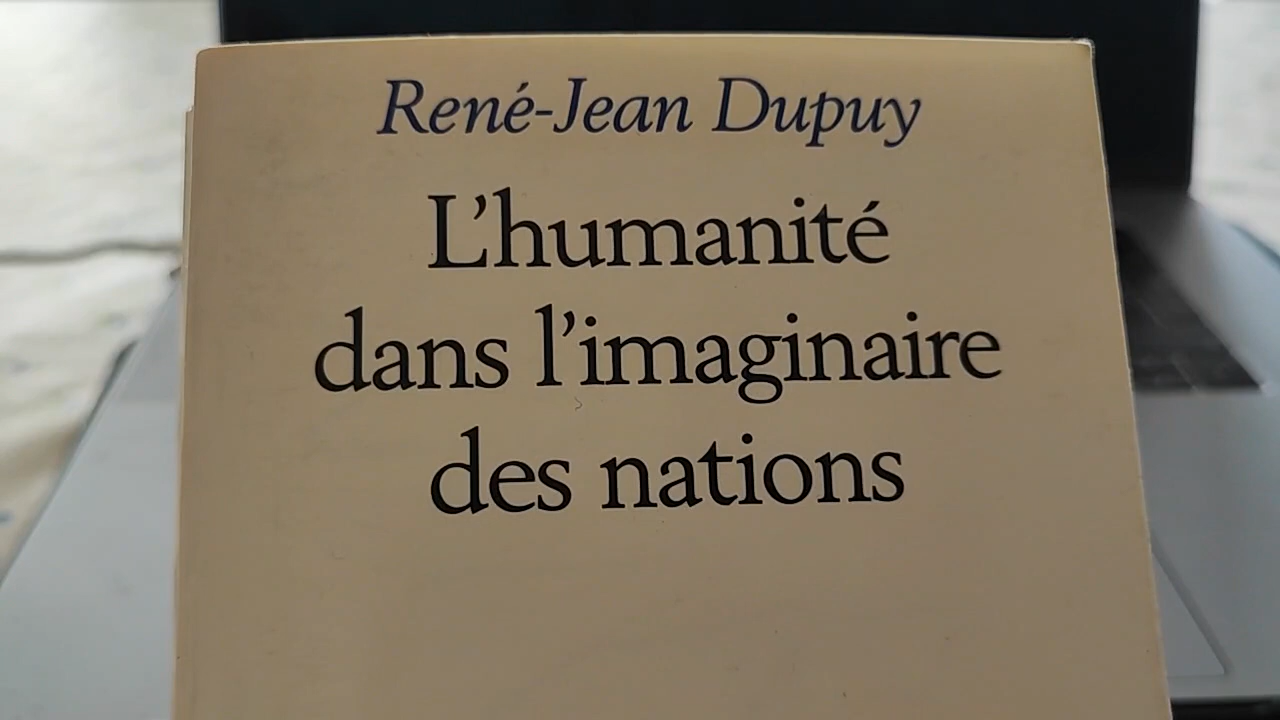 René-Jean Dupuy
L’humanité
dans l’imaginaire
des nations